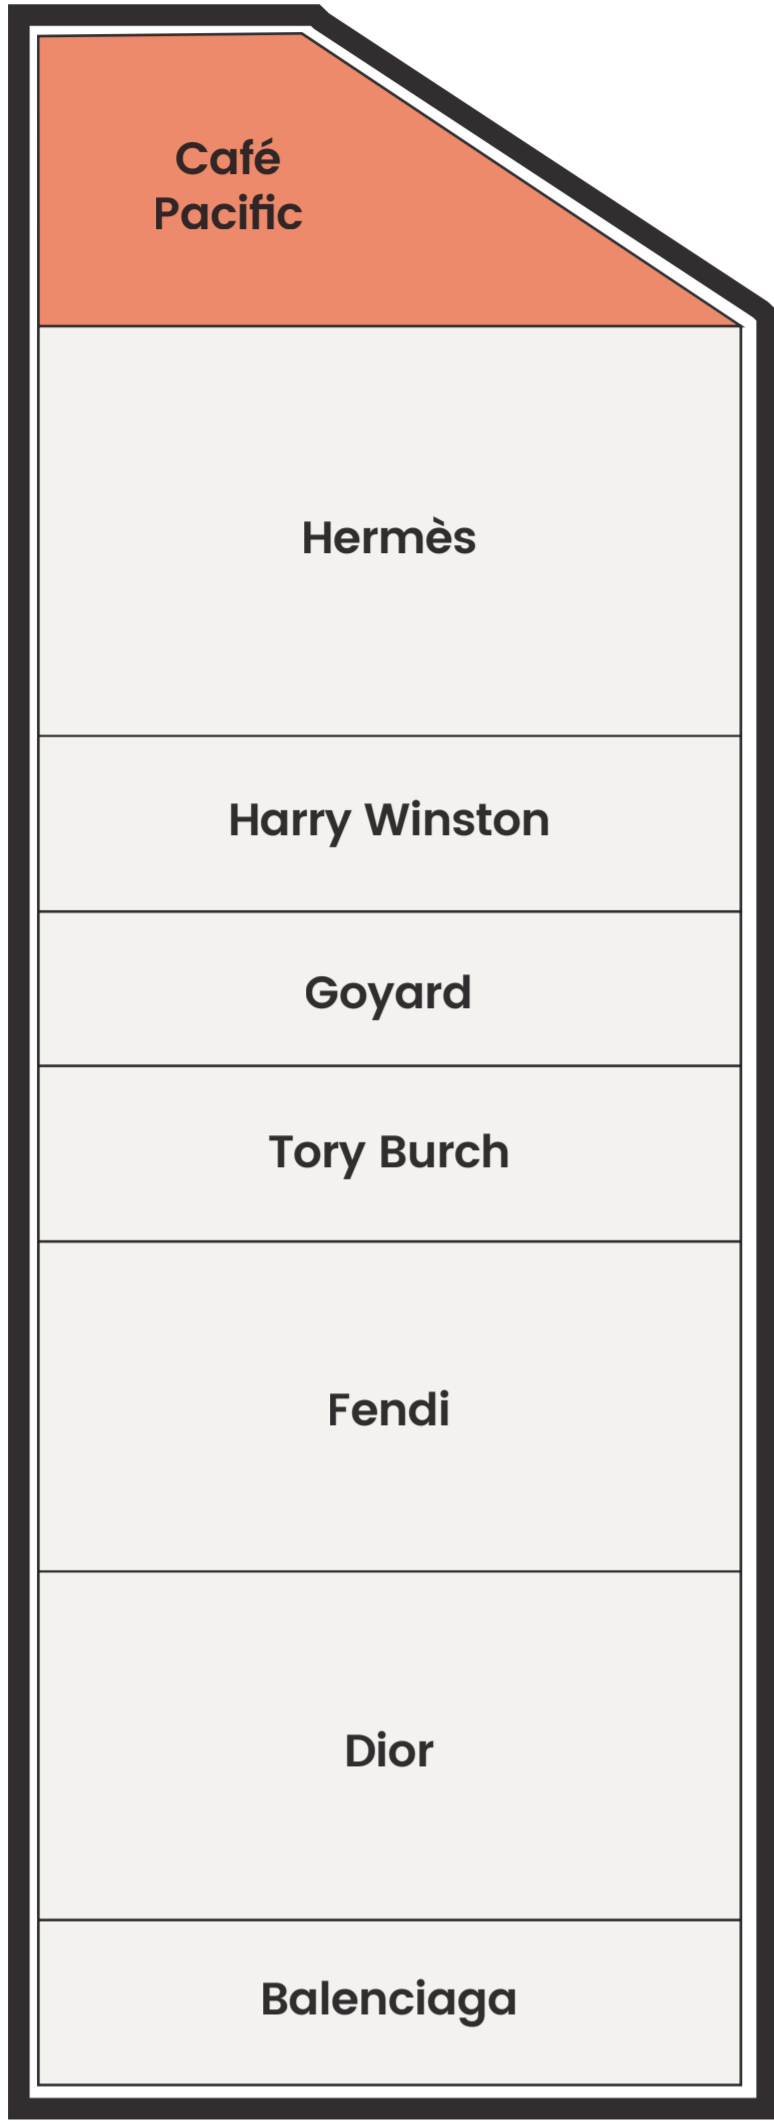 Café
Pacific
Hermès
Harry Winston
Goyard
Tory Burch
Fendi
Dior
Balenciaga